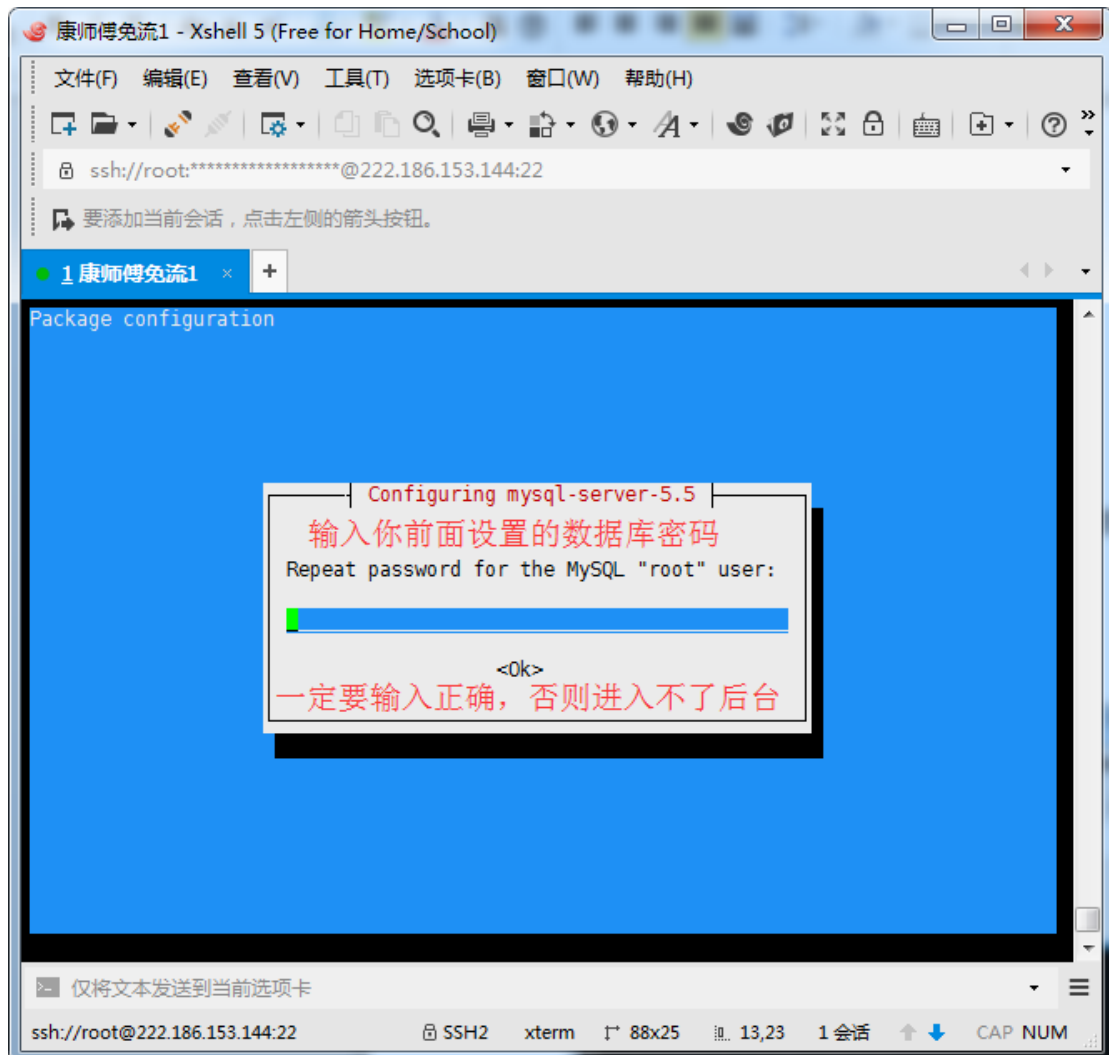 康师傅免流1 - Xshell 5 (Free for Home/School)
文件(F) 编辑(E) 查看(V) 工具(T) 选项卡(B) 窗口(W) 帮助(H)
ssh://root:******************@222.186.153.144:22
要添加当前会话，点击左侧的箭头按钮。
1 康师傅免流1
Package configuration
Configuring mysql-server-5.5
输入你前面设置的数据库密码
Repeat password for the MySQL "root" user:
<Ok>
一定要输入正确，否则进入不了后台
仅将文本发送到当前选项卡
ssh://root@222.186.153.144:22 SSH2 xterm 88x25 13,23 1 会话 CAP NUM